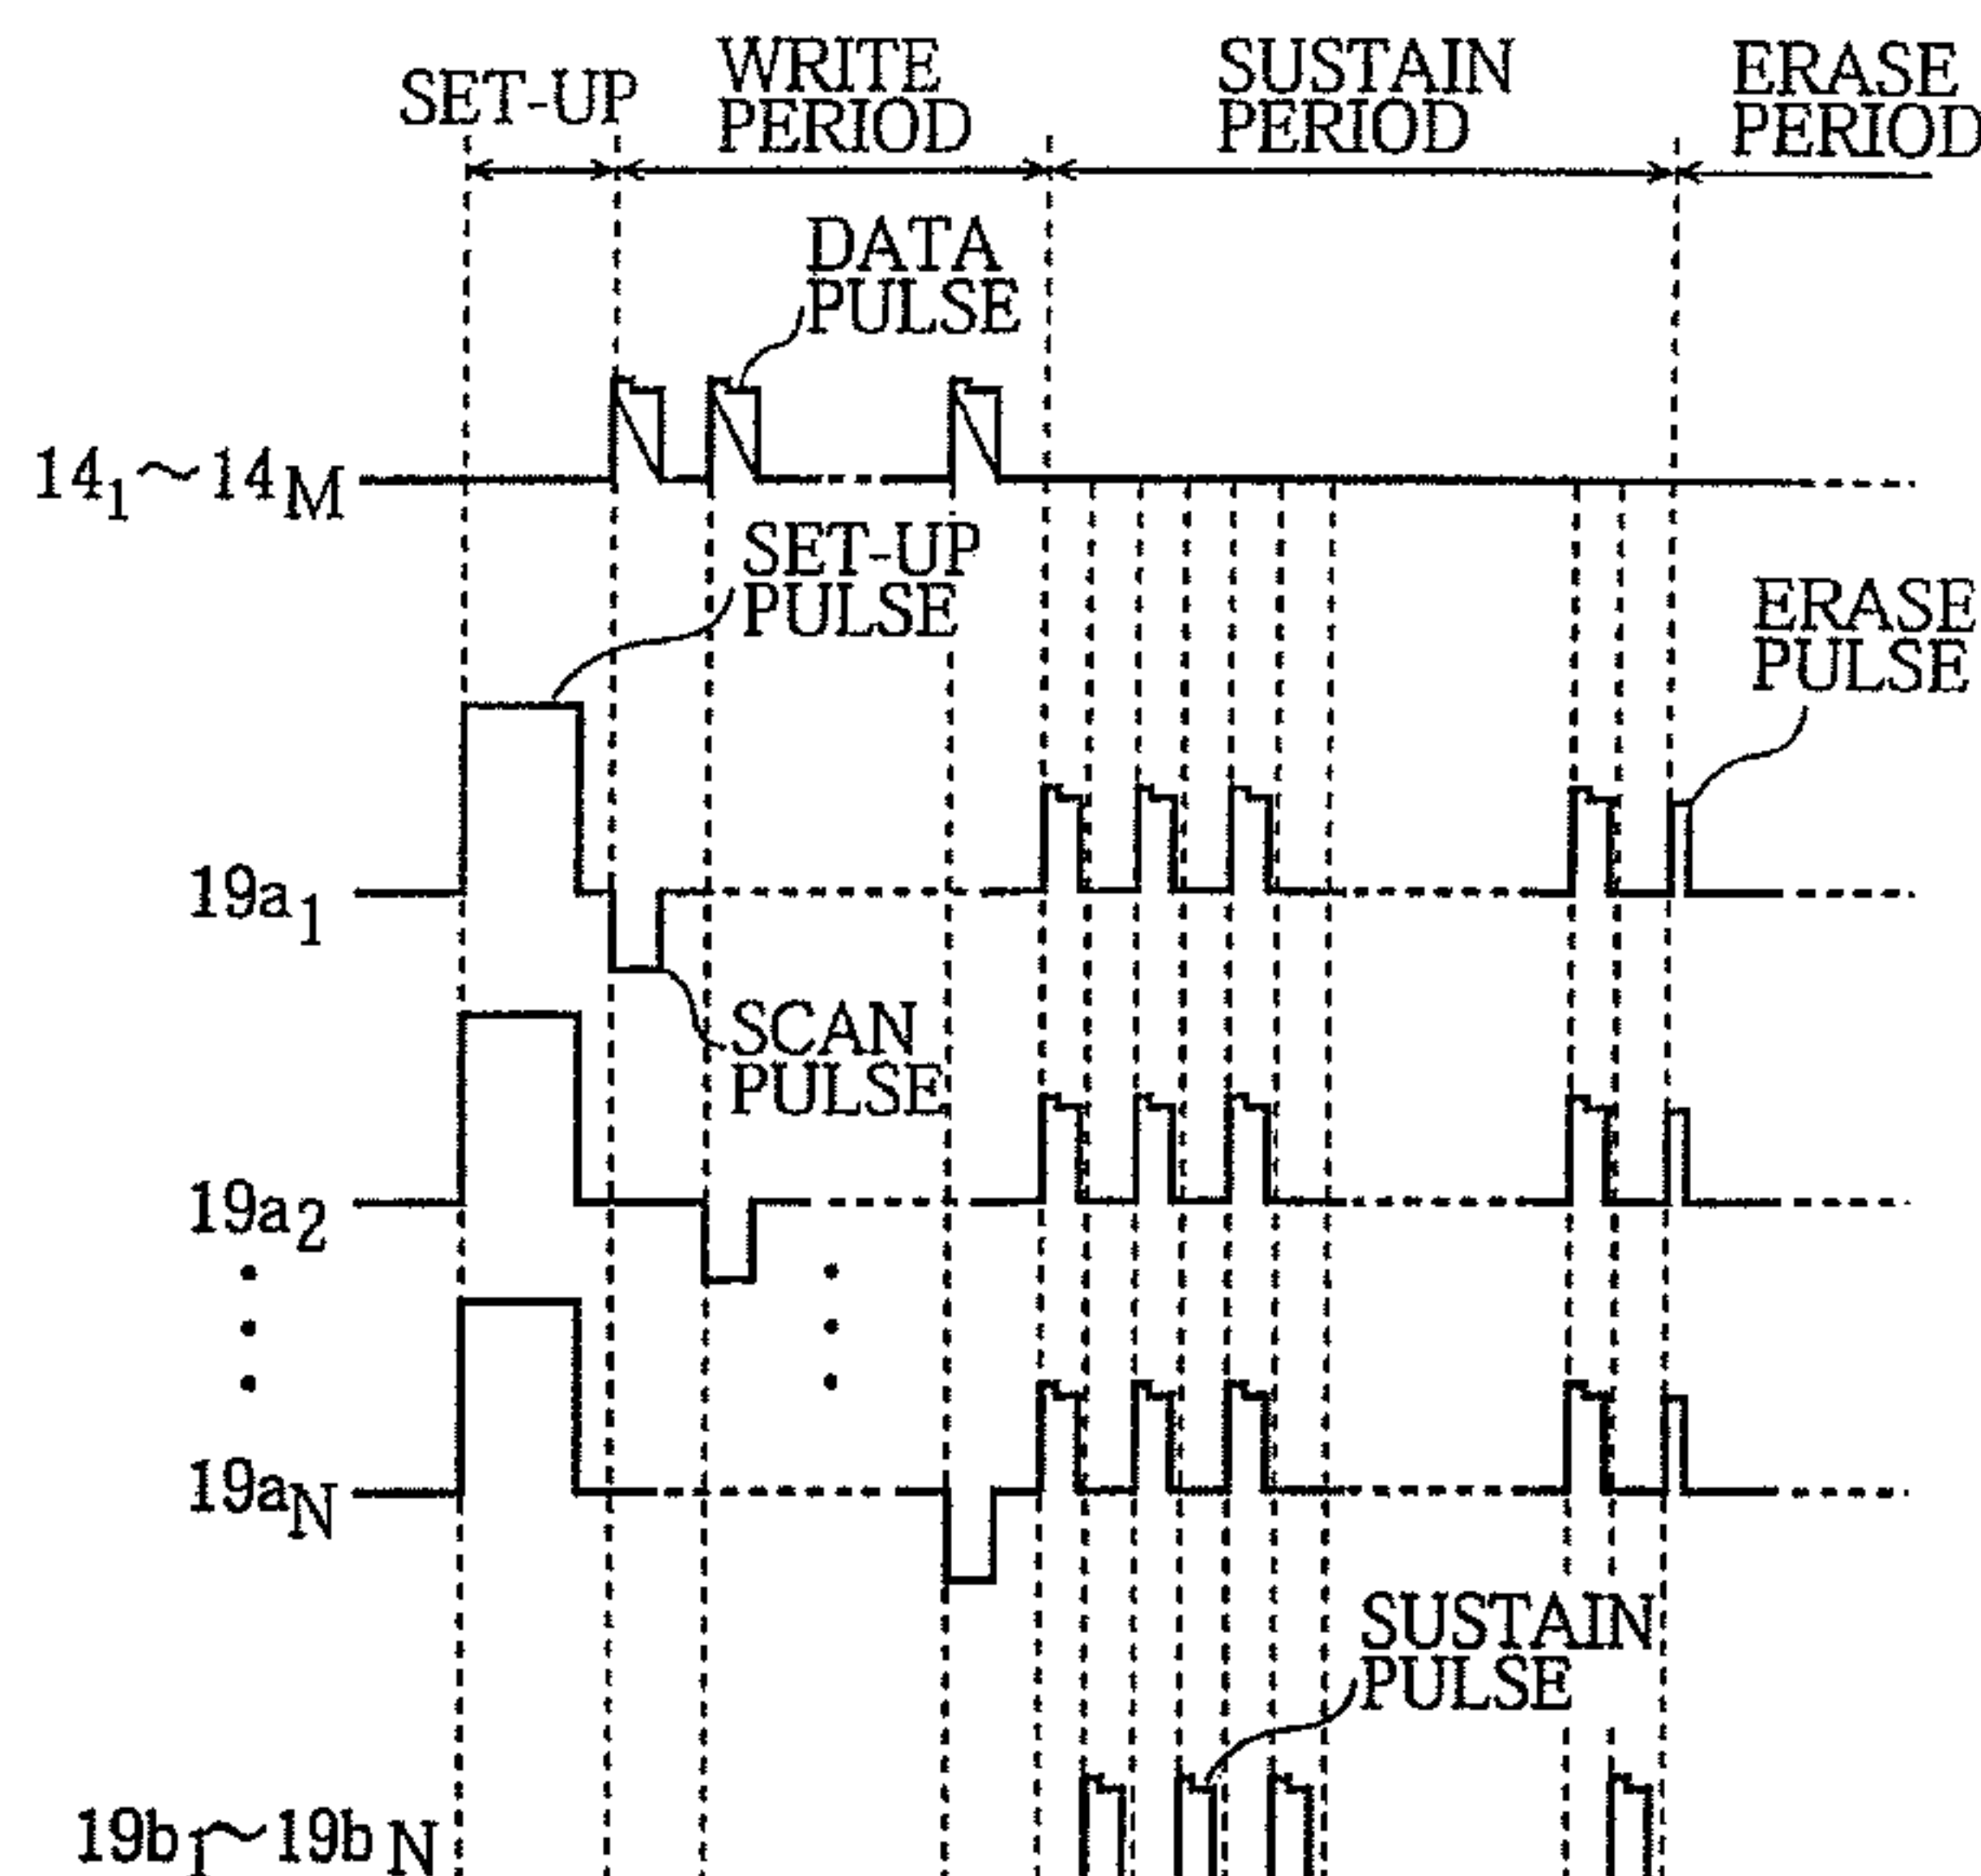 SET-UP
WRITE
PERIOD
SUSTAIN
PERIOD
ERASE
PERIOD
DATA
PULSE
14₁～14M
SET-UP
PULSE
ERASE
PULSE
19a₁
SCAN
PULSE
19a₂
19aN
SUSTAIN
PULSE
19b₁～19bN